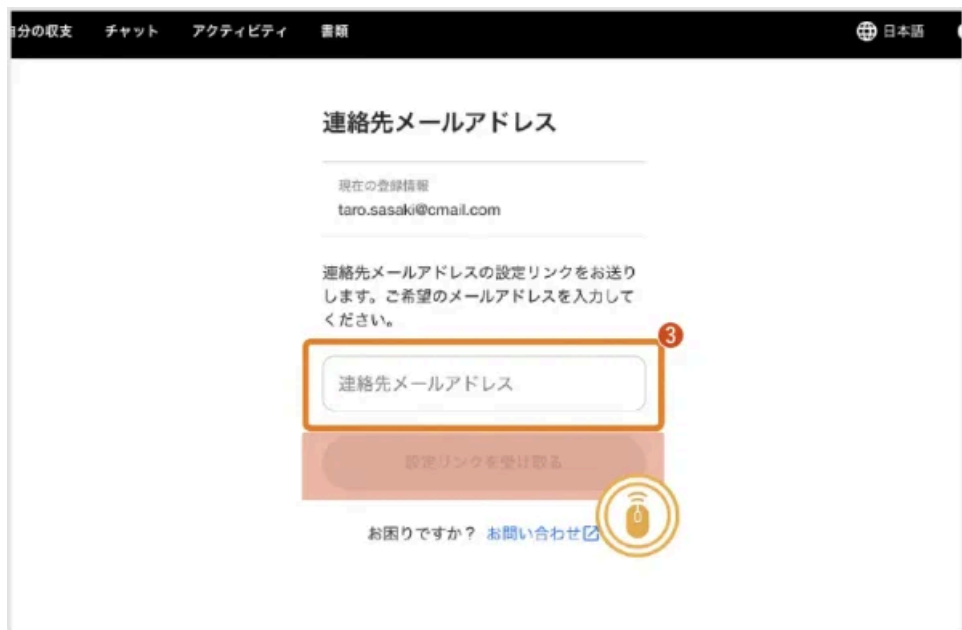 自分の収支 チャット アクティビティ 書類 日本語
連絡先メールアドレス
現在の登録情報
taro.sasaki@cmail.com
連絡先メールアドレスの設定リンクをお送り
します。ご希望のメールアドレスを入力して
ください。
3
連絡先メールアドレス
設定リンクを受け取る
お困りですか? お問い合わせ